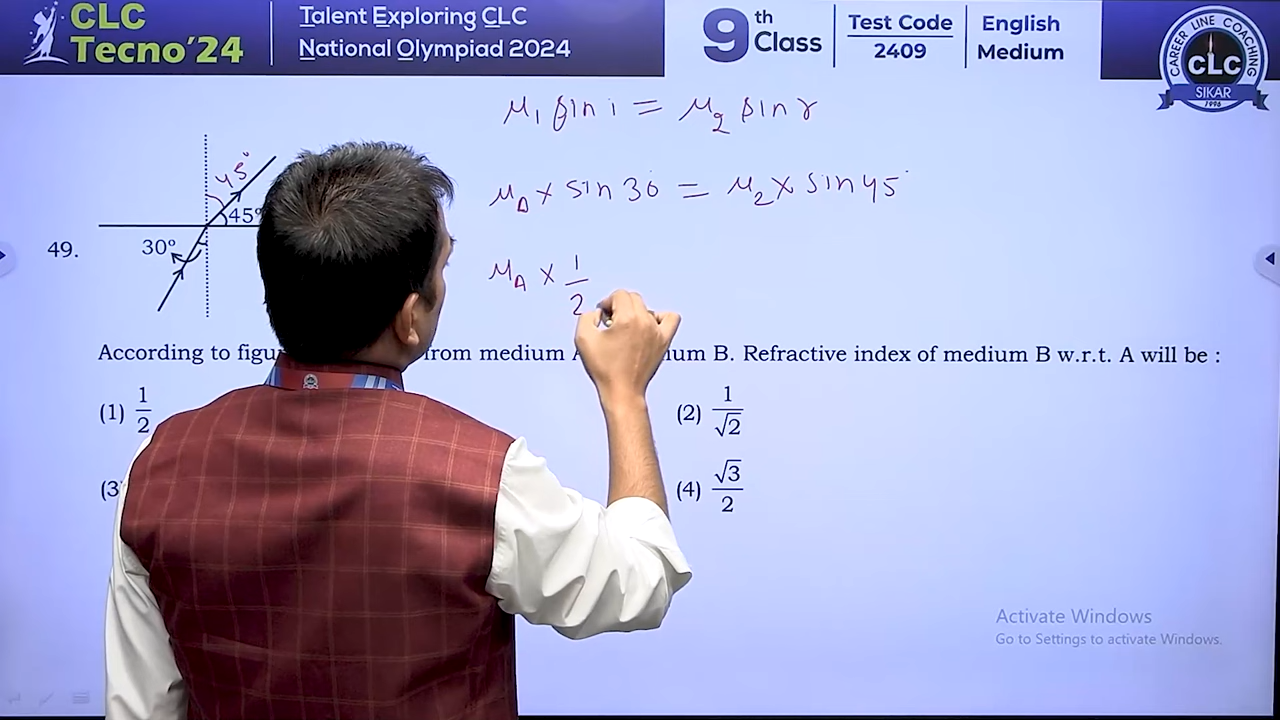 CLC
Tecno'24
Talent Exploring CLC
National Olympiad 2024
9th Class
Test Code
2409
English
Medium
CAREER LINE COACHING
CLC
SIKAR
1996
μ₁ sin i = μ₂ sin r
μA × sin 30° = μ₂ × sin 45°
μA × 1/2
45°
45°
30°
49.
According to from medium B. Refractive index of medium B w.r.t. A will be :
(1) 1/2
(2) 1/√2
(3)
(4) √3/2
Activate Windows
Go to Settings to activate Windows.